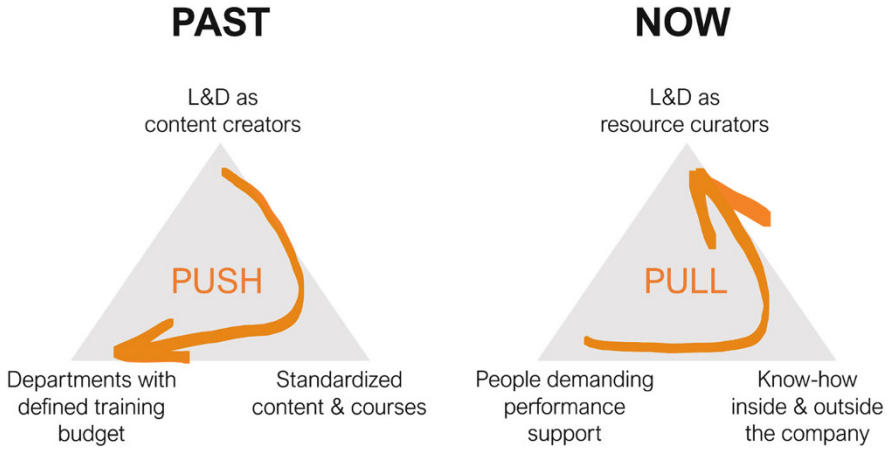 PAST
L&D as
content creators
PUSH
Departments with
defined training
budget
Standardized
content & courses
NOW
L&D as
resource curators
PULL
People demanding
performance
support
Know-how
inside & outside
the company